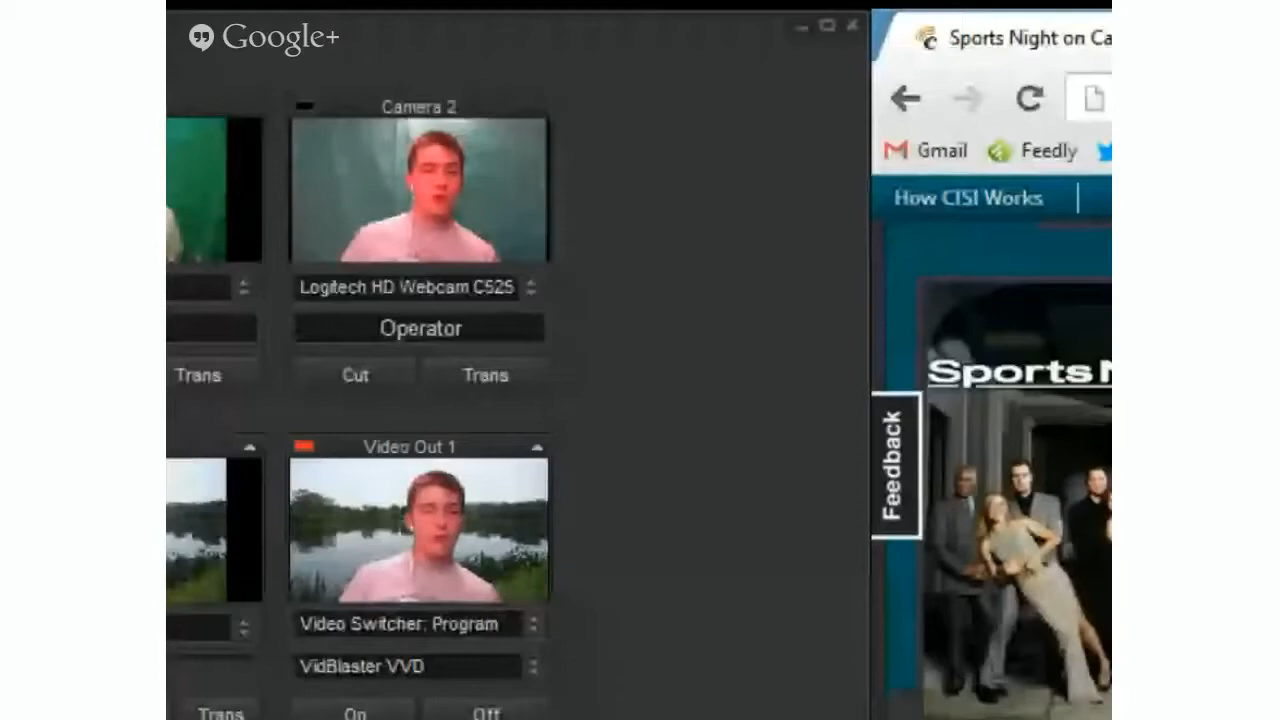 Google+
Sports Night on Ca
Camera 2
Gmail
Feedly
How CISI Works
Logitech HD Webcam C525
Operator
Trans
Cut
Trans
Sports N
Feedback
Video Out 1
Video Switcher: Program
VidBlaster VVD
Trans
On
Off